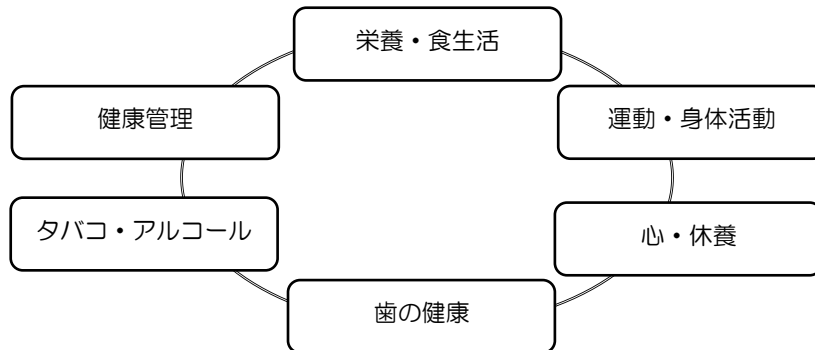 栄養・食生活
健康管理
運動・身体活動
タバコ・アルコール
心・休養
歯の健康